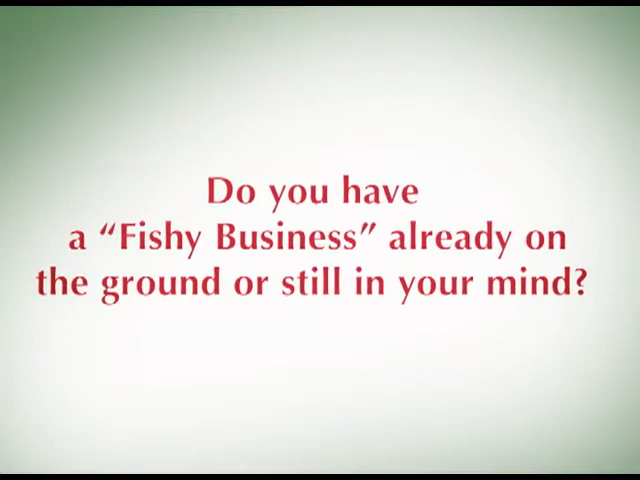 Do you have
a “Fishy Business” already on
the ground or still in your mind?